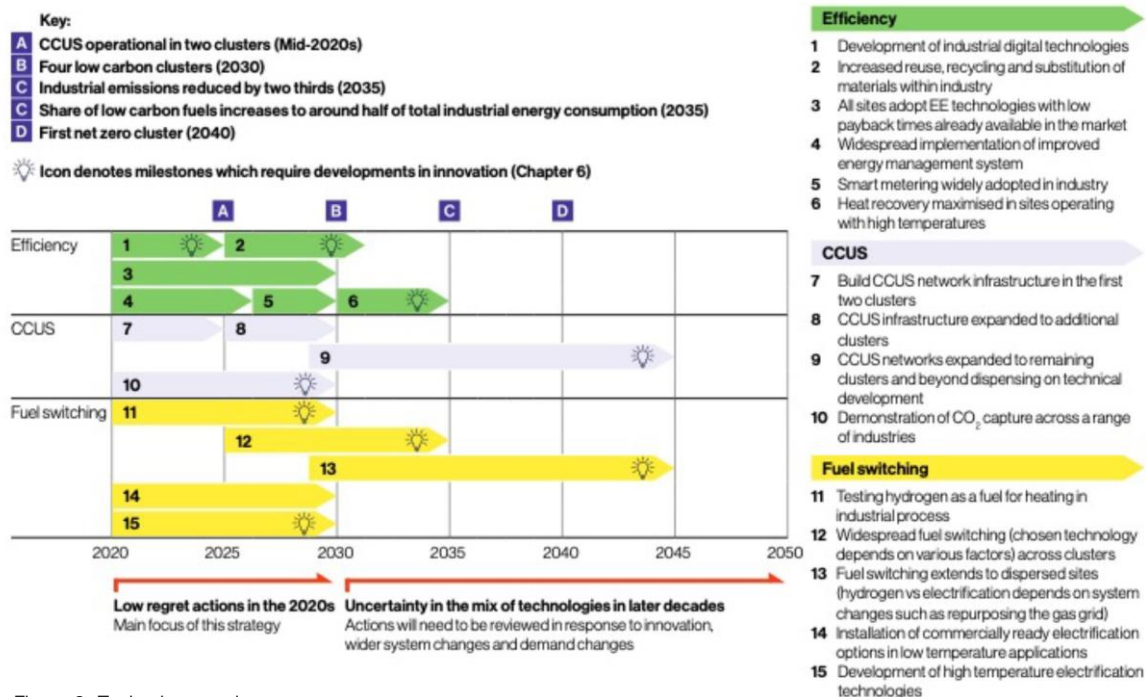 Key:
A CCUS operational in two clusters (Mid-2020s)
B Four low carbon clusters (2030)
C Industrial emissions reduced by two thirds (2035)
C Share of low carbon fuels increases to around half of total industrial energy consumption (2035)
D First net zero cluster (2040)
Icon denotes milestones which require developments in innovation (Chapter 6)
A B C D
Efficiency
1 2
3
4 5 6
CCUS
7 8
9
10
Fuel switching
11
12
13
14
15
2020 2025 2030 2035 2040 2045 2050
Low regret actions in the 2020s
Main focus of this strategy
Uncertainty in the mix of technologies in later decades
Actions will need to be reviewed in response to innovation,
wider system changes and demand changes
Efficiency
1 Development of industrial digital technologies
2 Increased reuse, recycling and substitution of
materials within industry
3 All sites adopt EE technologies with low
payback times already available in the market
4 Widespread implementation of improved
energy management system
5 Smart metering widely adopted in industry
6 Heat recovery maximised in sites operating
with high temperatures
CCUS
7 Build CCUS network infrastructure in the first
two clusters
8 CCUS infrastructure expanded to additional
clusters
9 CCUS networks expanded to remaining
clusters and beyond dispensing on technical
development
10 Demonstration of CO₂ capture across a range
of industries
Fuel switching
11 Testing hydrogen as a fuel for heating in
industrial process
12 Widespread fuel switching (chosen technology
depends on various factors) across clusters
13 Fuel switching extends to dispersed sites
(hydrogen vs electrification depends on system
changes such as repurposing the gas grid)
14 Installation of commercially ready electrification
options in low temperature applications
15 Development of high temperature electrification
technologies